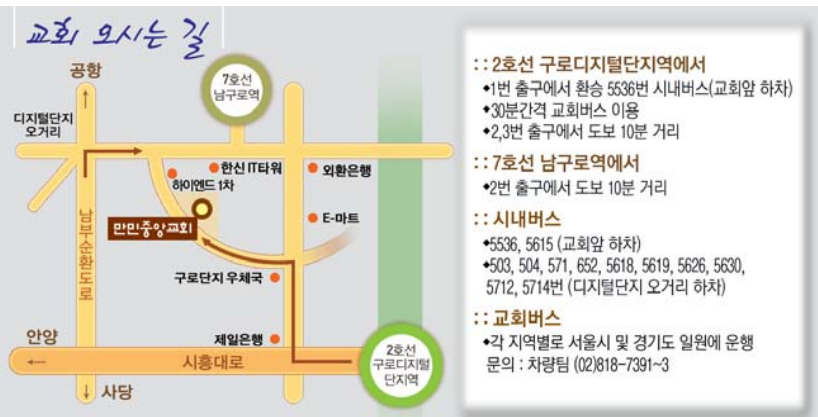 교회 오시는 길
공항
7호선
남구로역
디지털단지
오거리
한신 IT타워
외환은행
하이엔드 1차
만민중앙교회
E-마트
남부순환도로
구로단지 우체국
제일은행
안양
시흥대로
2호선
구로디지털
단지역
사당
::2호선 구로디지털단지역에서
◆1번 출구에서 환승 5536번 시내버스(교회앞 하차)
◆30분간격 교회버스 이용
◆2,3번 출구에서 도보 10분 거리
::7호선 남구로역에서
◆2번 출구에서 도보 10분 거리
::시내버스
◆5536, 5615 (교회앞 하차)
◆503, 504, 571, 652, 5618, 5619, 5626, 5630,
5712, 5714번 (디지털단지 오거리 하차)
::교회버스
◆각 지역별로 서울시 및 경기도 일원에 운행
문의 : 차량팀 (02)818-7391~3